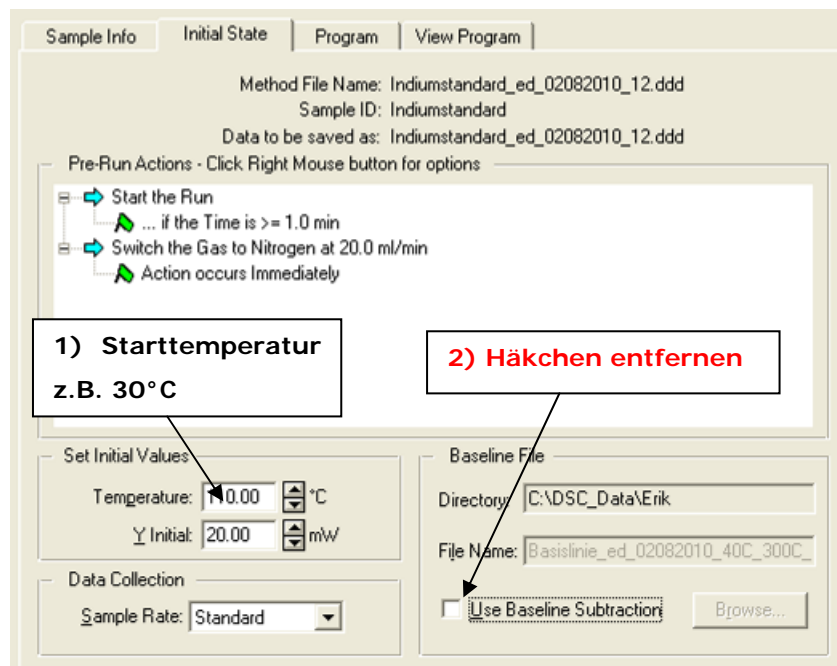 Sample Info Initial State Program View Program
Method File Name: Indiumstandard_ed_02082010_12.ddd
Sample ID: Indiumstandard
Data to be saved as: Indiumstandard_ed_02082010_12.ddd
Pre-Run Actions - Click Right Mouse button for options
Start the Run
... if the Time is >= 1.0 min
Switch the Gas to Nitrogen at 20.0 ml/min
Action occurs Immediately
1) Starttemperatur
z.B. 30°C
2) Häkchen entfernen
Set Initial Values
Temperature: 110.00 °C
Y Initial: 20.00 mW
Data Collection
Sample Rate: Standard
Baseline File
Directory: C:\DSC_Data\Erik
File Name: Basislinie_ed_02082010_40C_300C_
Use Baseline Subtraction Browse...